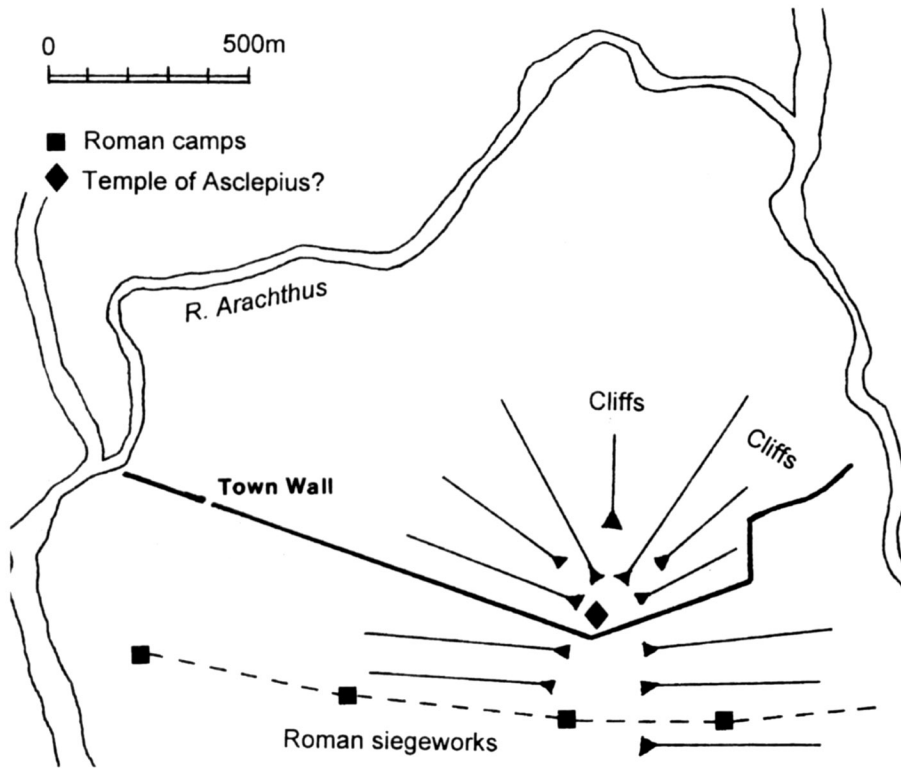 0 500m
Roman camps
Temple of Asclepius?
R. Arachthus
Cliffs
Cliffs
Town Wall
Roman siegeworks